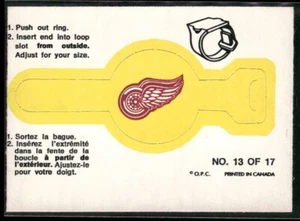 1. Push out ring.
2. Insert end into loop
slot from outside.
Adjust for your size.
1. Sortez la bague.
2. Insérez l'extrémité
dans la fente de la
boucle à partir de
l'extérieur. Ajustez-le
pour votre doigt.
NO. 13 OF 17
© O.P.C. PRINTED IN CANADA